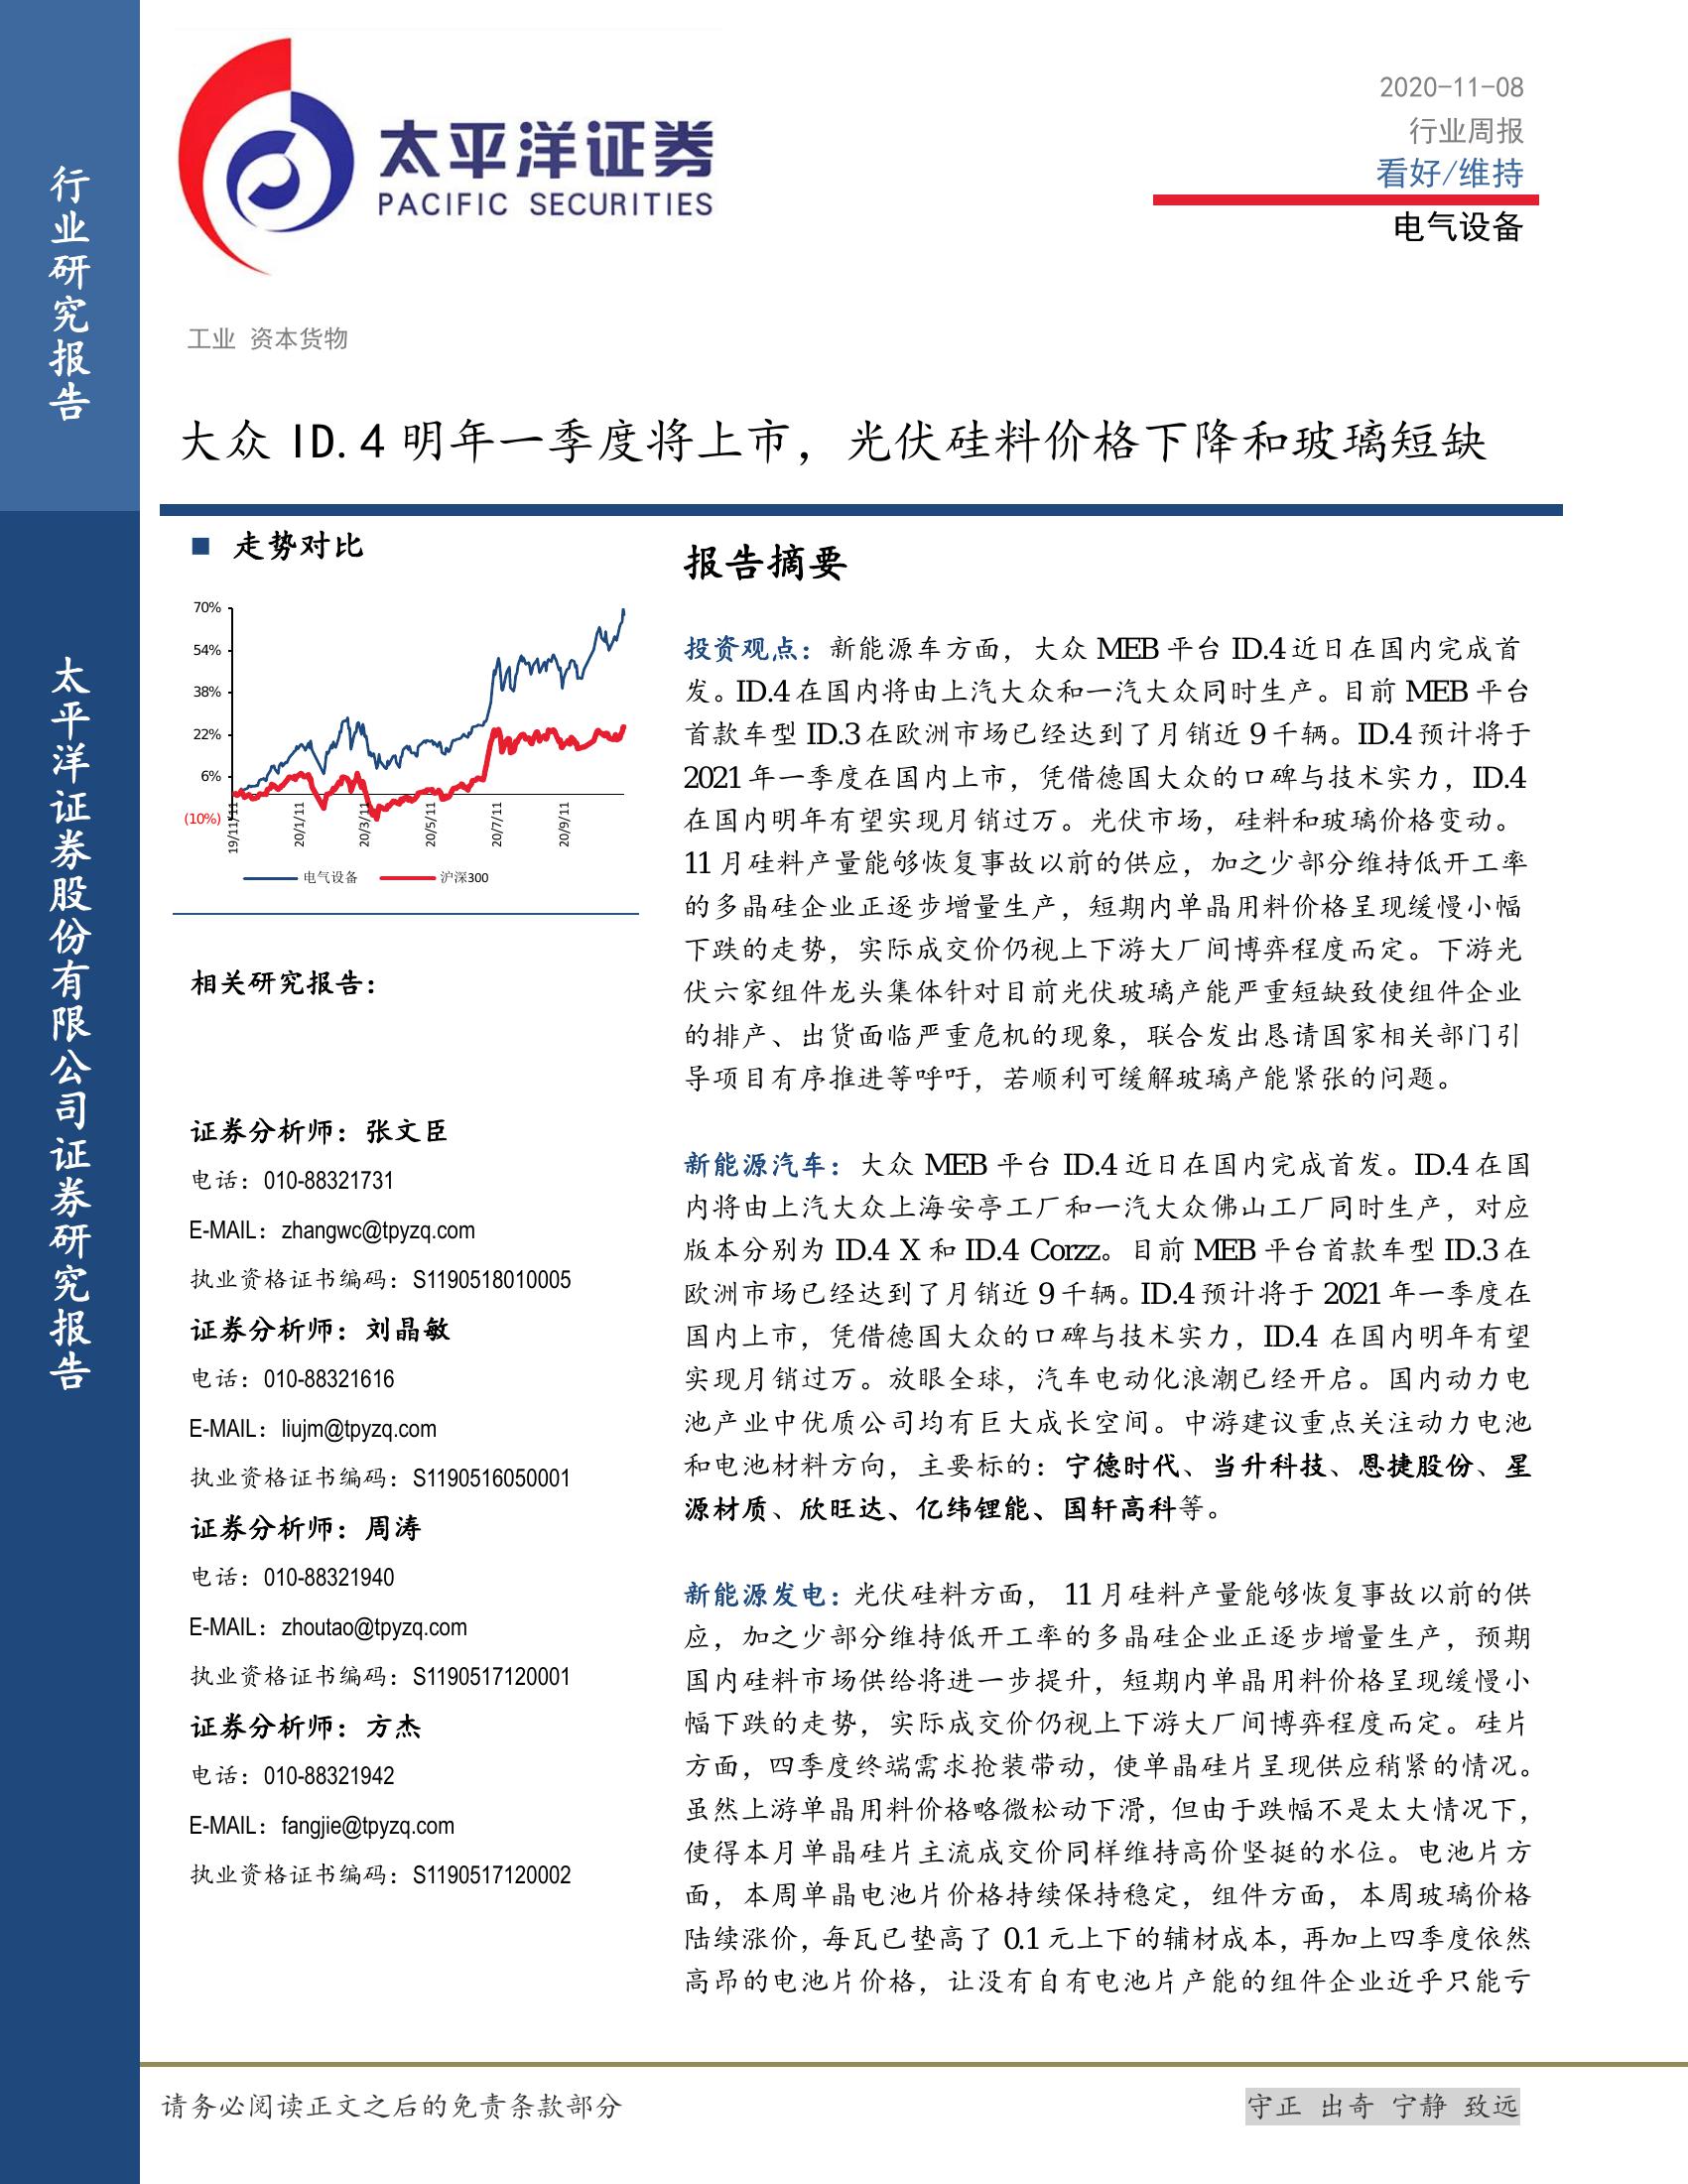 行业研究报告
太平洋证券股份有限公司证券研究报告
太平洋证券
PACIFIC SECURITIES
2020-11-08
行业周报
看好/维持
电气设备
工业 资本货物
大众 ID.4 明年一季度将上市，光伏硅料价格下降和玻璃短缺
■ 走势对比
70%
54%
38%
22%
6%
(10%)
19/11/11
20/1/11
20/3/11
20/5/11
20/7/11
20/9/11
电气设备 沪深300
相关研究报告：
证券分析师：张文臣
电话：010-88321731
E-MAIL：zhangwc@tpyzq.com
执业资格证书编码：S1190518010005
证券分析师：刘晶敏
电话：010-88321616
E-MAIL：liujm@tpyzq.com
执业资格证书编码：S1190516050001
证券分析师：周涛
电话：010-88321940
E-MAIL：zhoutao@tpyzq.com
执业资格证书编码：S1190517120001
证券分析师：方杰
电话：010-88321942
E-MAIL：fangjie@tpyzq.com
执业资格证书编码：S1190517120002
报告摘要
投资观点：新能源车方面，大众 MEB 平台 ID.4 近日在国内完成首
发。ID.4 在国内将由上汽大众和一汽大众同时生产。目前 MEB 平台
首款车型 ID.3 在欧洲市场已经达到了月销近 9 千辆。ID.4 预计将于
2021 年一季度在国内上市，凭借德国大众的口碑与技术实力，ID.4
在国内明年有望实现月销过万。光伏市场，硅料和玻璃价格变动。
11 月硅料产量能够恢复事故以前的供应，加之少部分维持低开工率
的多晶硅企业正逐步增量生产，短期内单晶用料价格呈现缓慢小幅
下跌的走势，实际成交价仍视上下游大厂间博弈程度而定。下游光
伏六家组件龙头集体针对目前光伏玻璃产能严重短缺致使组件企业
的排产、出货面临严重危机的现象，联合发出恳请国家相关部门引
导项目有序推进等呼吁，若顺利可缓解玻璃产能紧张的问题。
新能源汽车：大众 MEB 平台 ID.4 近日在国内完成首发。ID.4 在国
内将由上汽大众上海安亭工厂和一汽大众佛山工厂同时生产，对应
版本分别为 ID.4 X 和 ID.4 Corzz。目前 MEB 平台首款车型 ID.3 在
欧洲市场已经达到了月销近 9 千辆。ID.4 预计将于 2021 年一季度在
国内上市，凭借德国大众的口碑与技术实力，ID.4 在国内明年有望
实现月销过万。放眼全球，汽车电动化浪潮已经开启。国内动力电
池产业中优质公司均有巨大成长空间。中游建议重点关注动力电池
和电池材料方向，主要标的：宁德时代、当升科技、恩捷股份、星
源材质、欣旺达、亿纬锂能、国轩高科等。
新能源发电：光伏硅料方面， 11 月硅料产量能够恢复事故以前的供
应，加之少部分维持低开工率的多晶硅企业正逐步增量生产，预期
国内硅料市场供给将进一步提升，短期内单晶用料价格呈现缓慢小
幅下跌的走势，实际成交价仍视上下游大厂间博弈程度而定。硅片
方面，四季度终端需求抢装带动，使单晶硅片呈现供应稍紧的情况。
虽然上游单晶用料价格略微松动下滑，但由于跌幅不是太大情况下，
使得本月单晶硅片主流成交价同样维持高价坚挺的水位。电池片方
面，本周单晶电池片价格持续保持稳定，组件方面，本周玻璃价格
陆续涨价，每瓦已垫高了 0.1 元上下的辅材成本，再加上四季度依然
高昂的电池片价格，让没有自有电池片产能的组件企业近乎只能亏
请务必阅读正文之后的免责条款部分
守正 出奇 宁静 致远